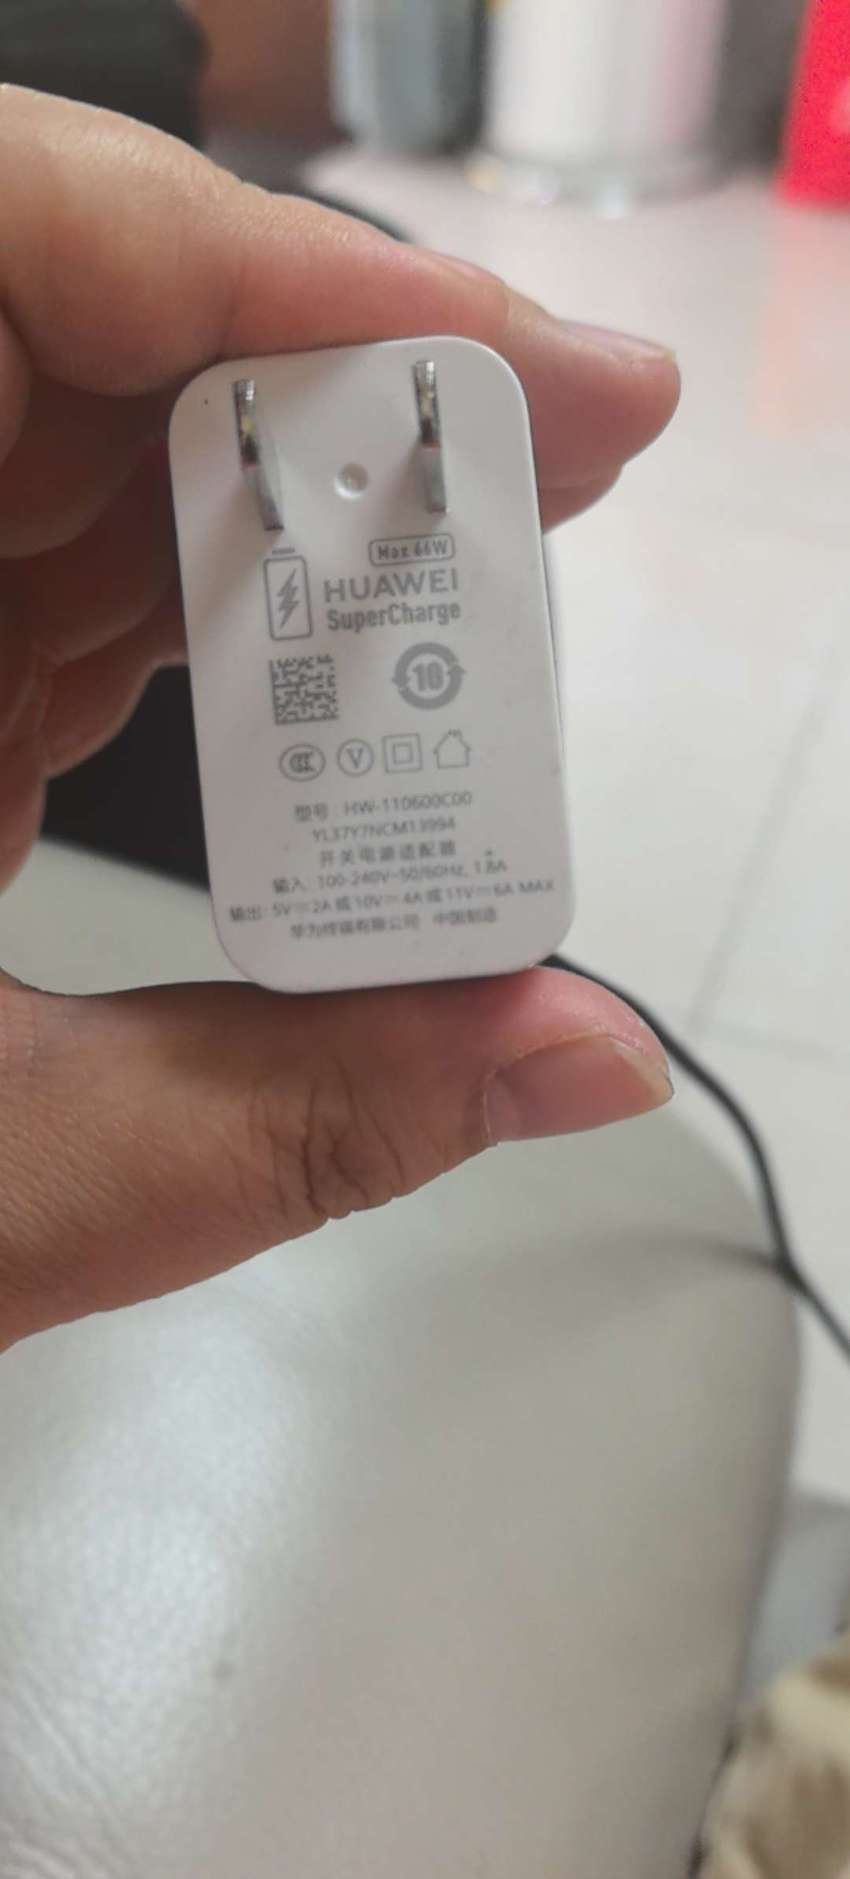 Max 66W
HUAWEI
SuperCharge
10
V
型号: HW-110600C00
YL37Y7NCM13994
开关电源适配器
输入: 100-240V~50/60Hz, 1.8A
输出: 5V⎓2A 或 10V⎓4A 或 11V⎓6A MAX
华为终端有限公司 中国制造